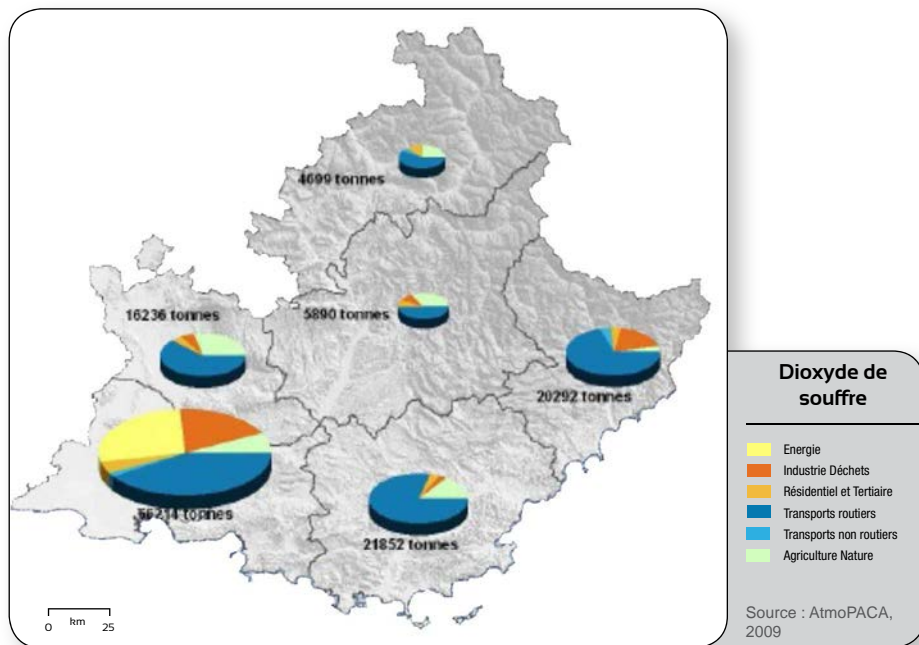 4699 tonnes
16236 tonnes
5890 tonnes
20292 tonnes
tonnes
21852 tonnes
km
0 25
Dioxyde de
souffre
Energie
Industrie Déchets
Résidentiel et Tertiaire
Transports routiers
Transports non routiers
Agriculture Nature
Source : AtmoPACA,
2009